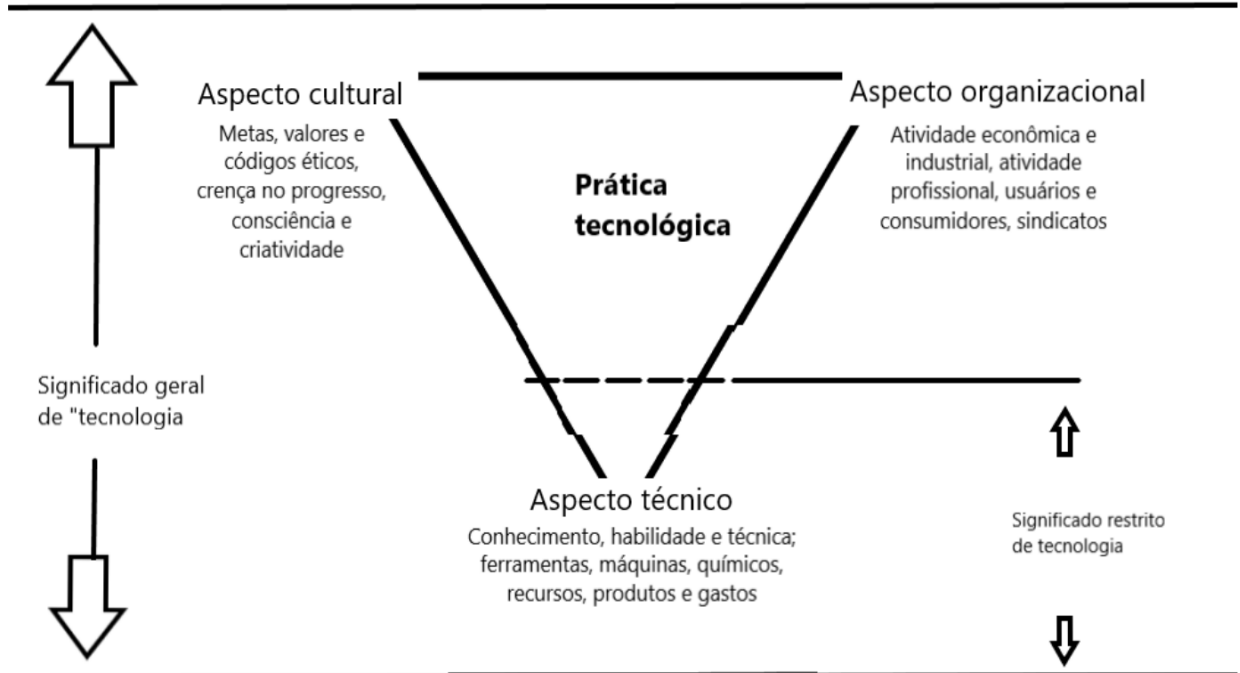 Aspecto cultural
Metas, valores e
códigos éticos,
crença no progresso,
consciência e
criatividade
Prática
tecnológica
Aspecto organizacional
Atividade econômica e
industrial, atividade
profissional, usuários e
consumidores, sindicatos
Significado geral
de "tecnologia
Aspecto técnico
Conhecimento, habilidade e técnica;
ferramentas, máquinas, químicos,
recursos, produtos e gastos
Significado restrito
de tecnologia